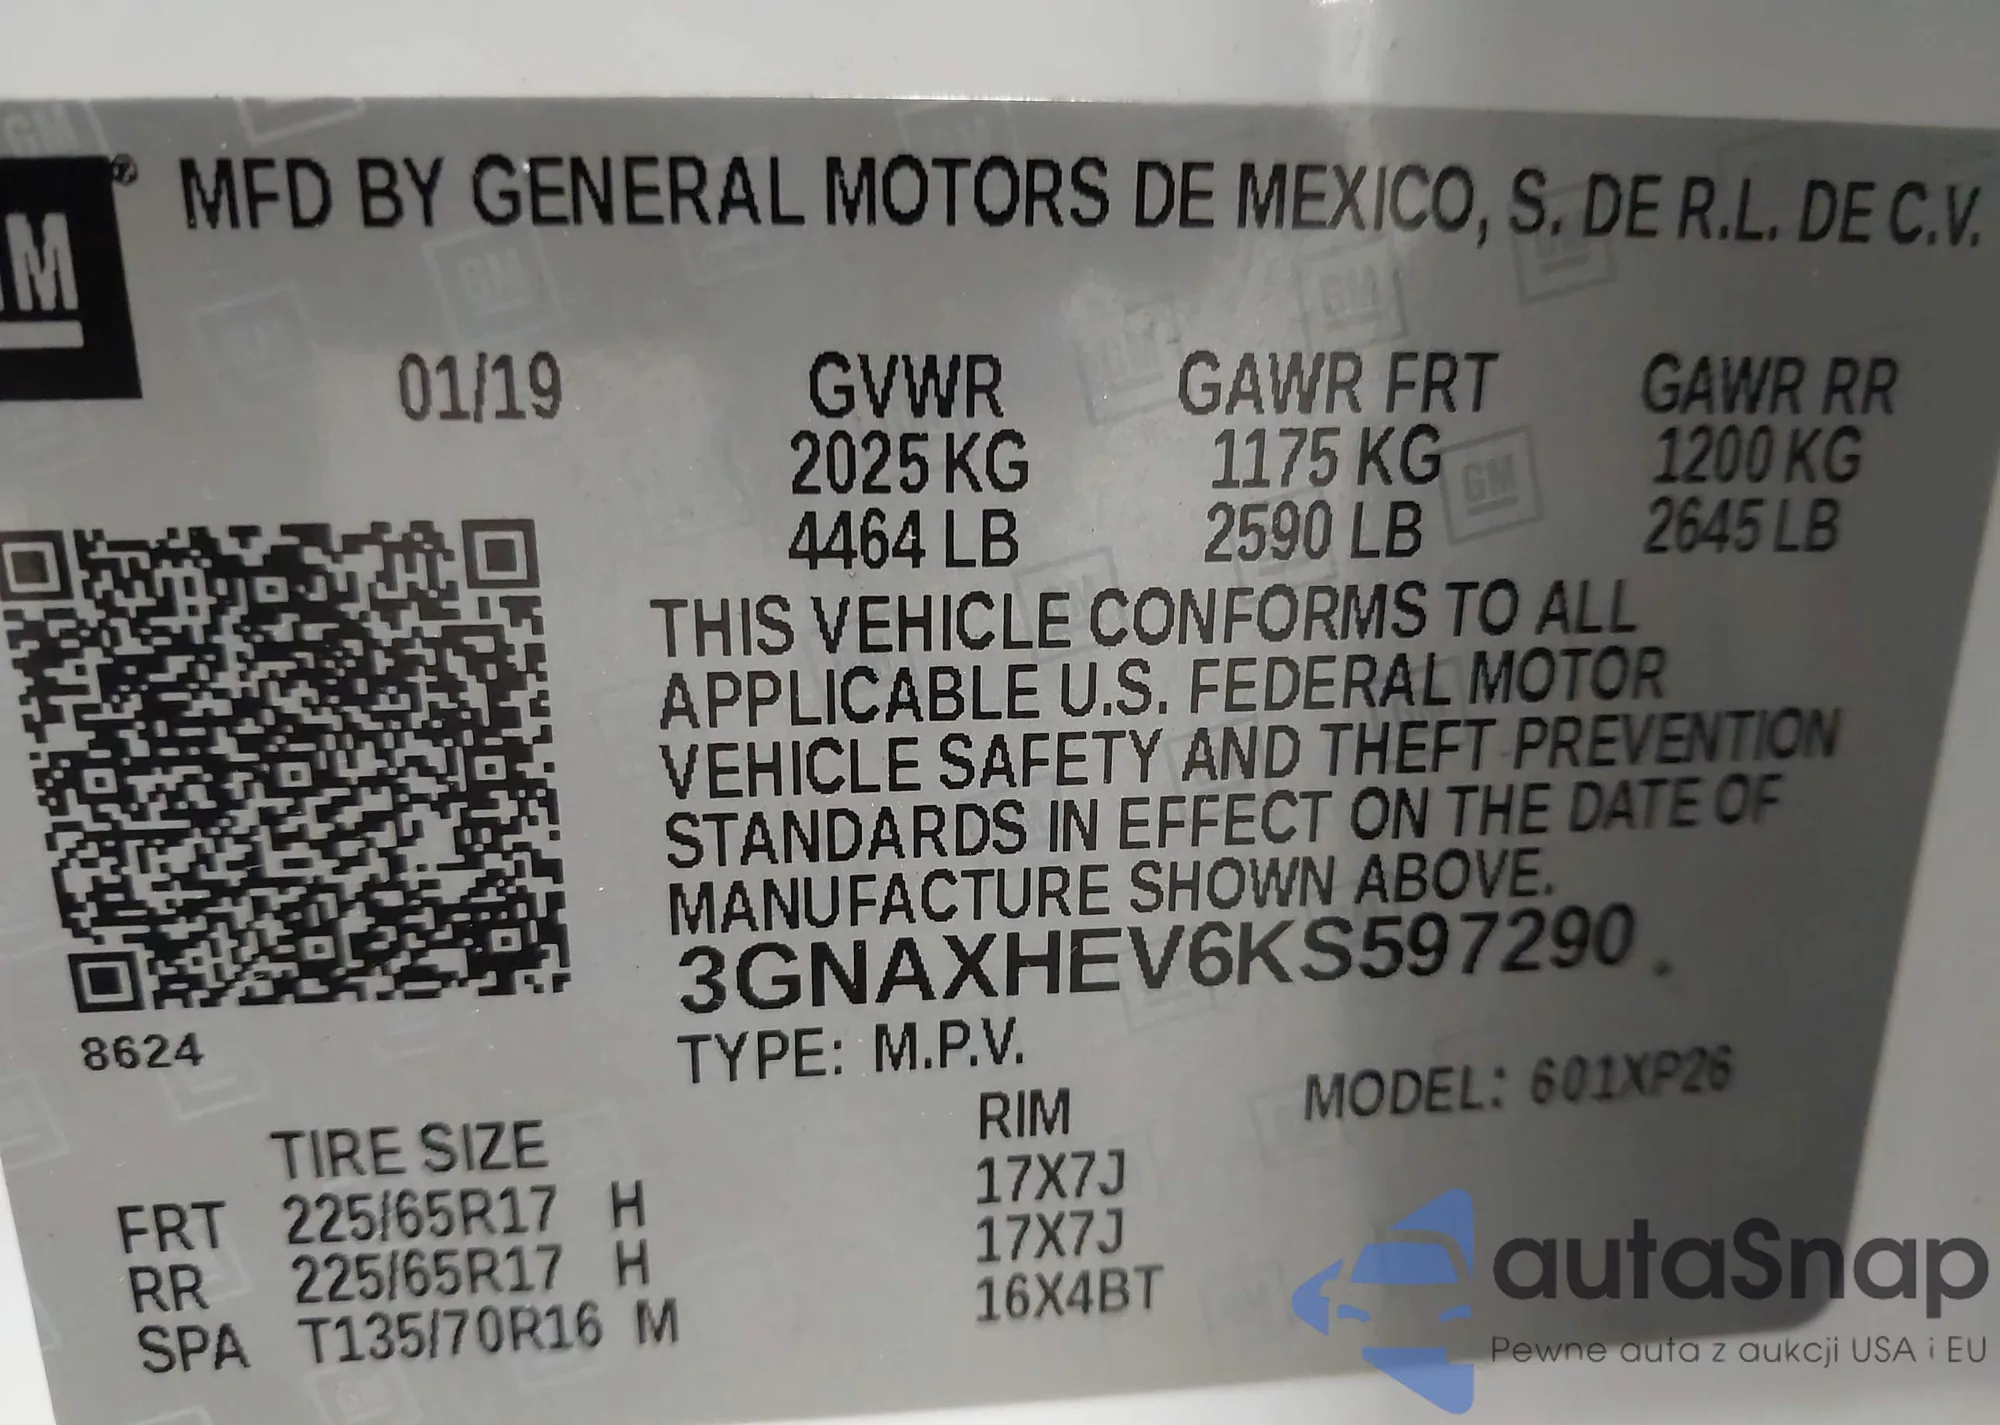 MFD BY GENERAL MOTORS DE MEXICO, S. DE R.L. DE C.V.
GM®
01/19 GVWR GAWR FRT GAWR RR
2025 KG 1175 KG 1200 KG
4464 LB 2590 LB 2645 LB
THIS VEHICLE CONFORMS TO ALL
APPLICABLE U.S. FEDERAL MOTOR
VEHICLE SAFETY AND THEFT PREVENTION
STANDARDS IN EFFECT ON THE DATE OF
MANUFACTURE SHOWN ABOVE.
3GNAXHEV6KS597290
8624
TYPE: M.P.V.
MODEL: 601XP26
TIRE SIZE RIM
FRT 225/65R17 H 17X7J
RR 225/65R17 H 17X7J
SPA T135/70R16 M 16X4BT
autaSnap
Pewne auta z aukcji USA i EU